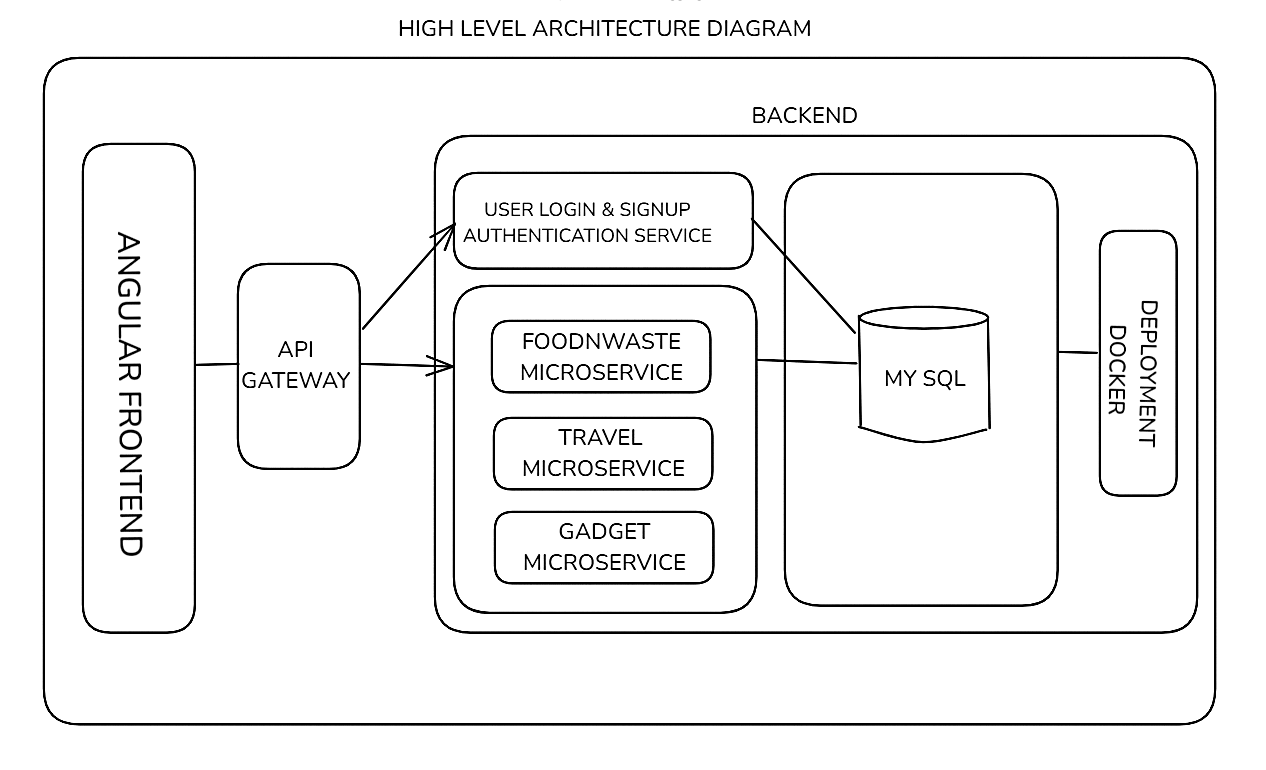 HIGH LEVEL ARCHITECTURE DIAGRAM
BACKEND
ANGULAR FRONTEND
API
GATEWAY
USER LOGIN & SIGNUP
AUTHENTICATION SERVICE
FOODNWASTE
MICROSERVICE
TRAVEL
MICROSERVICE
GADGET
MICROSERVICE
MY SQL
DEPLOYMENT
DOCKER